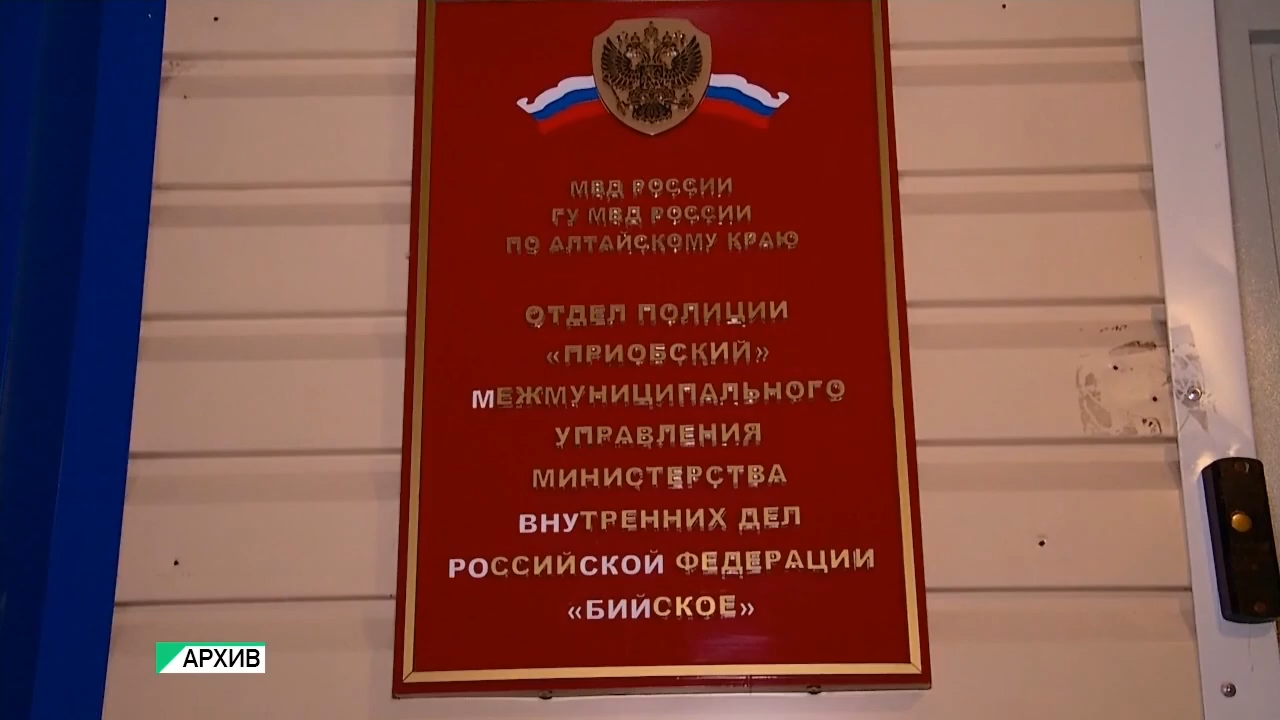 МВД РОССИИ
ГУ МВД РОССИИ
ПО АЛТАЙСКОМУ КРАЮ
ОТДЕЛ ПОЛИЦИИ
«ПРИОБСКИЙ»
МЕЖМУНИЦИПАЛЬНОГО
УПРАВЛЕНИЯ
МИНИСТЕРСТВА
ВНУТРЕННИХ ДЕЛ
РОССИЙСКОЙ ФЕДЕРАЦИИ
«БИЙСКОЕ»
АРХИВ